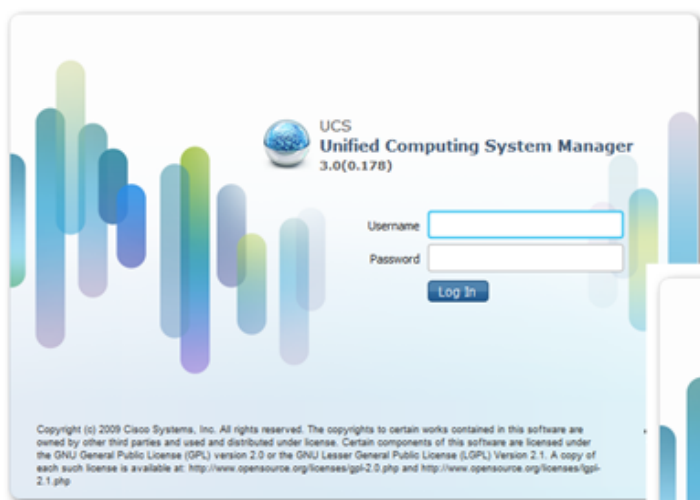 UCS
Unified Computing System Manager
3.0(0.178)
Username
Password
Log In
Copyright (c) 2009 Cisco Systems, Inc. All rights reserved. The copyrights to certain works contained in this software are
owned by other third parties and used and distributed under license. Certain components of this software are licensed under
the GNU General Public License (GPL) version 2.0 or the GNU Lesser General Public License (LGPL) Version 2.1. A copy of
each such license is available at: http://www.opensource.org/licenses/gpl-2.0.php and http://www.opensource.org/licenses/lgpl-
2.1.php